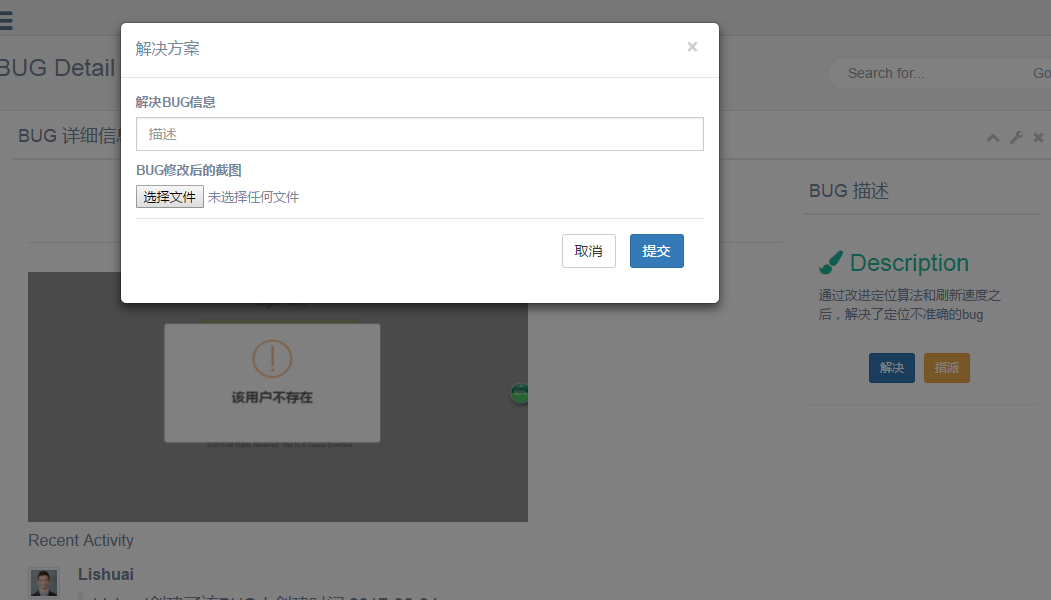 解决方案
×
BUG Detail
Search for...
Go
解决BUG信息
描述
BUG 详细信息
BUG修改后的截图
选择文件 未选择任何文件
取消 提交
BUG 描述
Description
通过改进定位算法和刷新速度之
后，解决了定位不准确的bug
解决 指派
该用户不存在
Recent Activity
Lishuai